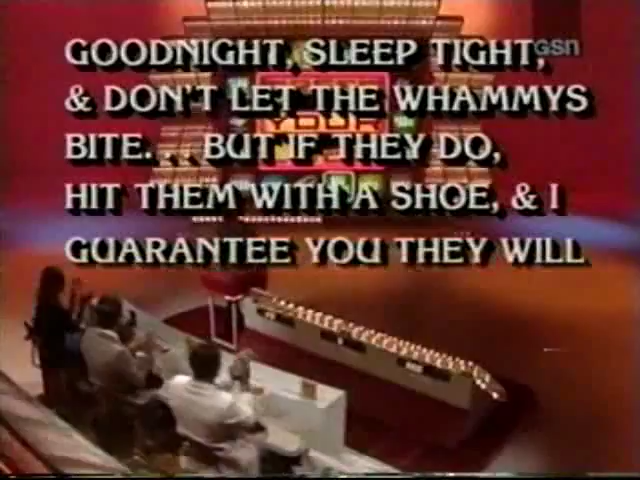 GOODNIGHT, SLEEP TIGHT,
gsn
& DON'T LET THE WHAMMYS
YOUR
BITE... BUT IF THEY DO,
HIT THEM WITH A SHOE, & I
GUARANTEE YOU THEY WILL